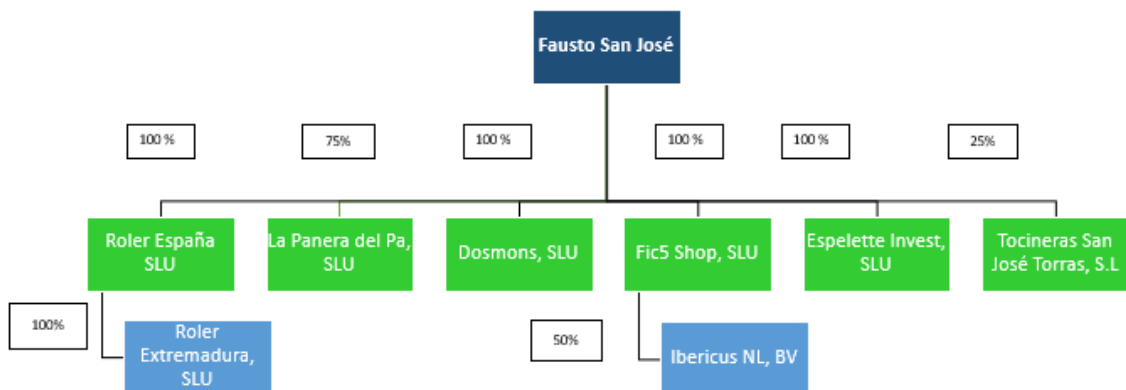 Fausto San José
100 %
75%
100 %
100 %
100 %
25%
Roler España
SLU
La Panera del Pa,
SLU
Dosmons, SLU
Fic5 Shop, SLU
Espelette Invest,
SLU
Tocineras San
José Torras, S.L
100%
Roler
Extremadura,
SLU
50%
Ibericus NL, BV